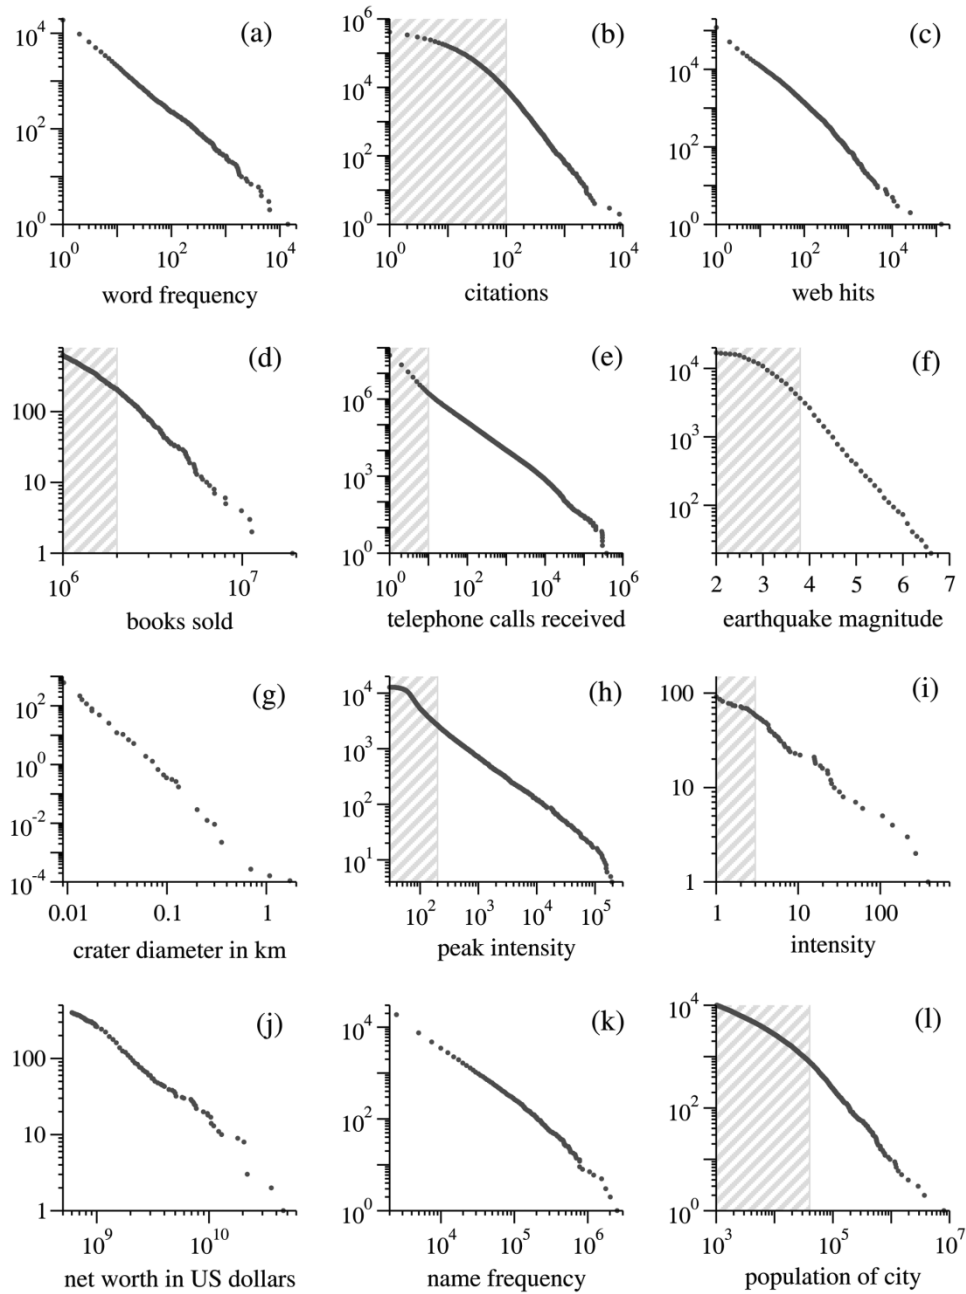 (a) (b) (c)
10^4 10^6 10^4
10^4
10^2 10^2
10^2
10^0 10^0 10^0
10^0 10^2 10^4 10^0 10^2 10^4 10^0 10^2 10^4
word frequency citations web hits
(d) (e) (f)
100 10^6 10^4
10 10^3 10^3
10^2
1 10^0
10^6 10^7 10^0 10^2 10^4 10^6 2 3 4 5 6 7
books sold telephone calls received earthquake magnitude
(g) (h) (i)
10^2 10^4 100
10^0 10^3
10^-2 10^2 10
10^-4 10^1 1
0.01 0.1 1 10^2 10^3 10^4 10^5 1 10 100
crater diameter in km peak intensity intensity
(j) (k) (l)
100 10^4 10^4
10 10^2 10^2
1 10^0 10^0
10^9 10^10 10^4 10^5 10^6 10^3 10^5 10^7
net worth in US dollars name frequency population of city